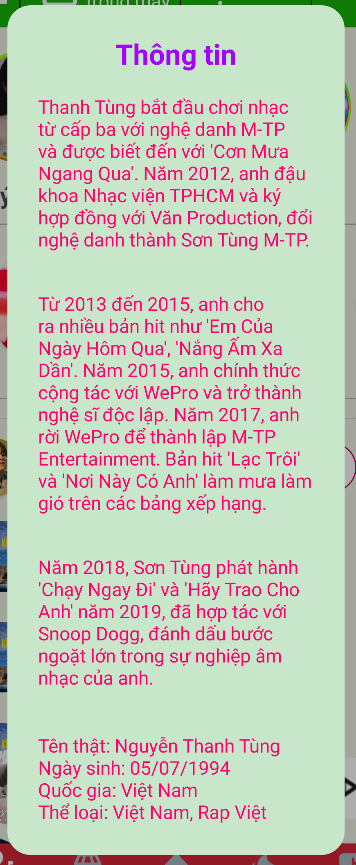 Thông tin
Thanh Tùng bắt đầu chơi nhạc
từ cấp ba với nghệ danh M-TP
và được biết đến với 'Cơn Mưa
Ngang Qua'. Năm 2012, anh đậu
khoa Nhạc viện TPHCM và ký
hợp đồng với Văn Production, đổi
nghệ danh thành Sơn Tùng M-TP.
Từ 2013 đến 2015, anh cho
ra nhiều bản hit như 'Em Của
Ngày Hôm Qua', 'Nắng Ấm Xa
Dần'. Năm 2015, anh chính thức
cộng tác với WePro và trở thành
nghệ sĩ độc lập. Năm 2017, anh
rời WePro để thành lập M-TP
Entertainment. Bản hit 'Lạc Trôi'
và 'Nơi Này Có Anh' làm mưa làm
gió trên các bảng xếp hạng.
Năm 2018, Sơn Tùng phát hành
'Chạy Ngay Đi' và 'Hãy Trao Cho
Anh' năm 2019, đã hợp tác với
Snoop Dogg, đánh dấu bước
ngoặt lớn trong sự nghiệp âm
nhạc của anh.
Tên thật: Nguyễn Thanh Tùng
Ngày sinh: 05/07/1994
Quốc gia: Việt Nam
Thể loại: Việt Nam, Rap Việt